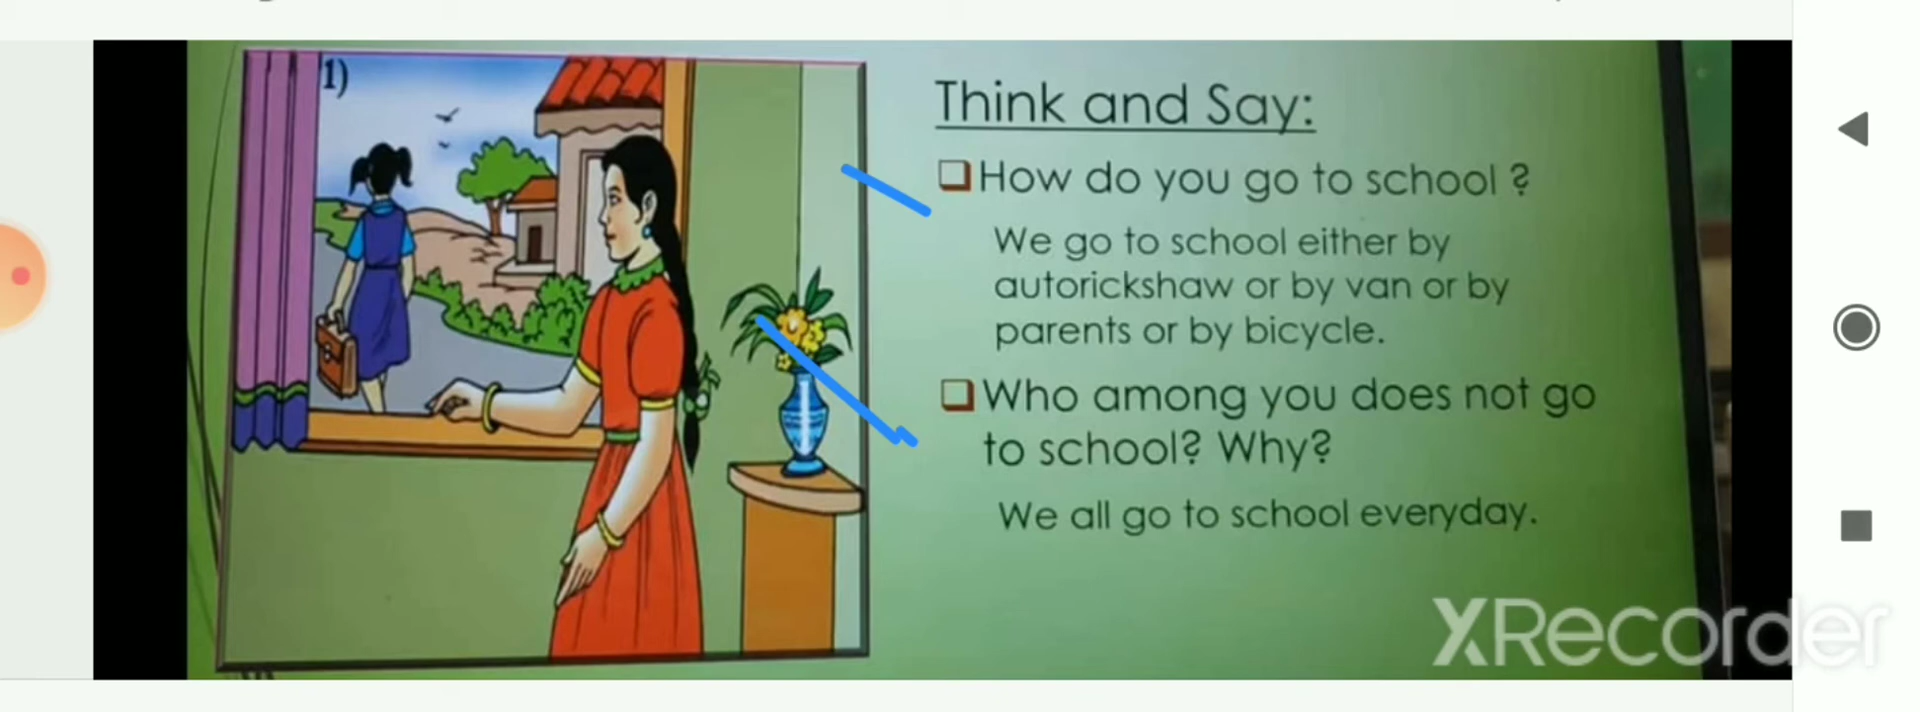 1)
Think and Say:
How do you go to school ?
We go to school either by
autorickshaw or by van or by
parents or by bicycle.
Who among you does not go
to school? Why?
We all go to school everyday.
XRecorder